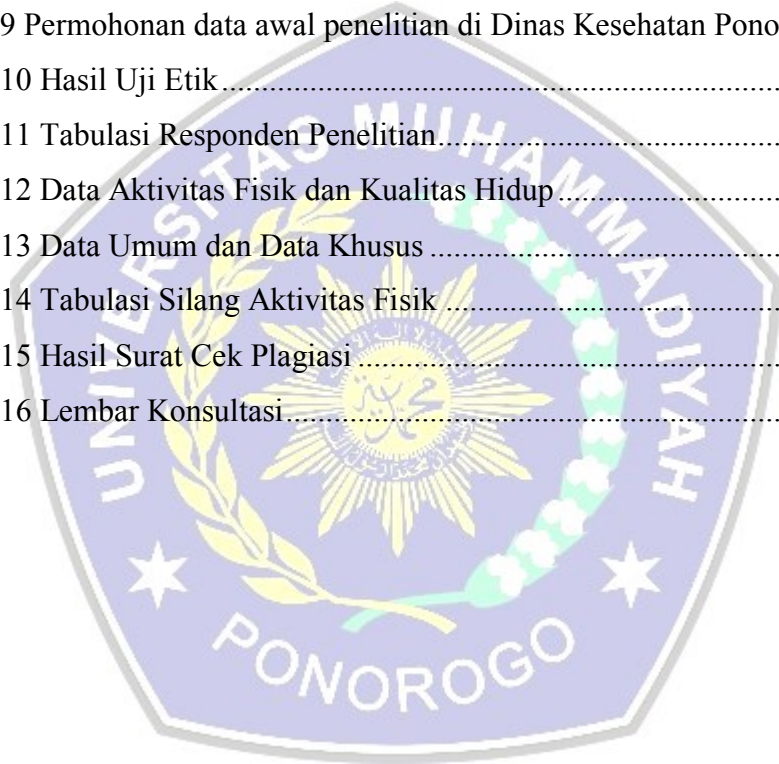 9 Permohonan data awal penelitian di Dinas Kesehatan Pono
10 Hasil Uji Etik
11 Tabulasi Responden Penelitian
12 Data Aktivitas Fisik dan Kualitas Hidup
13 Data Umum dan Data Khusus
14 Tabulasi Silang Aktivitas Fisik
15 Hasil Surat Cek Plagiasi
16 Lembar Konsultasi
UNIVERSITAS MUHAMMADIYAH
PONOROGO